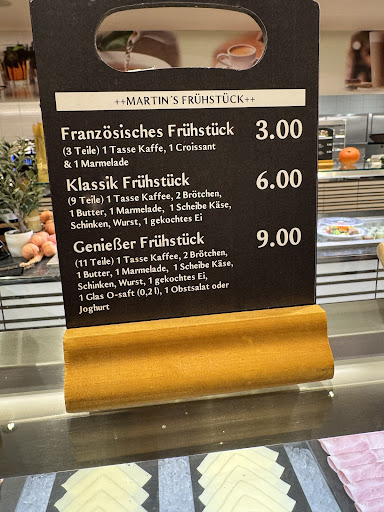 ++MARTIN´S FRÜHSTÜCK++
Französisches Frühstück 3.00
(3 Teile) 1 Tasse Kaffe, 1 Croissant
& 1 Marmelade
Klassik Frühstück 6.00
(9 Teile) 1 Tasse Kaffee, 2 Brötchen,
1 Butter, 1 Marmelade, 1 Scheibe Käse,
Schinken, Wurst, 1 gekochtes Ei
Genießer Frühstück 9.00
(11 Teile) 1 Tasse Kaffee, 2 Brötchen,
1 Butter, 1 Marmelade, 1 Scheibe Käse,
Schinken, Wurst, 1 gekochtes Ei,
1 Glas O-saft (0,2 l), 1 Obstsalat oder
Joghurt